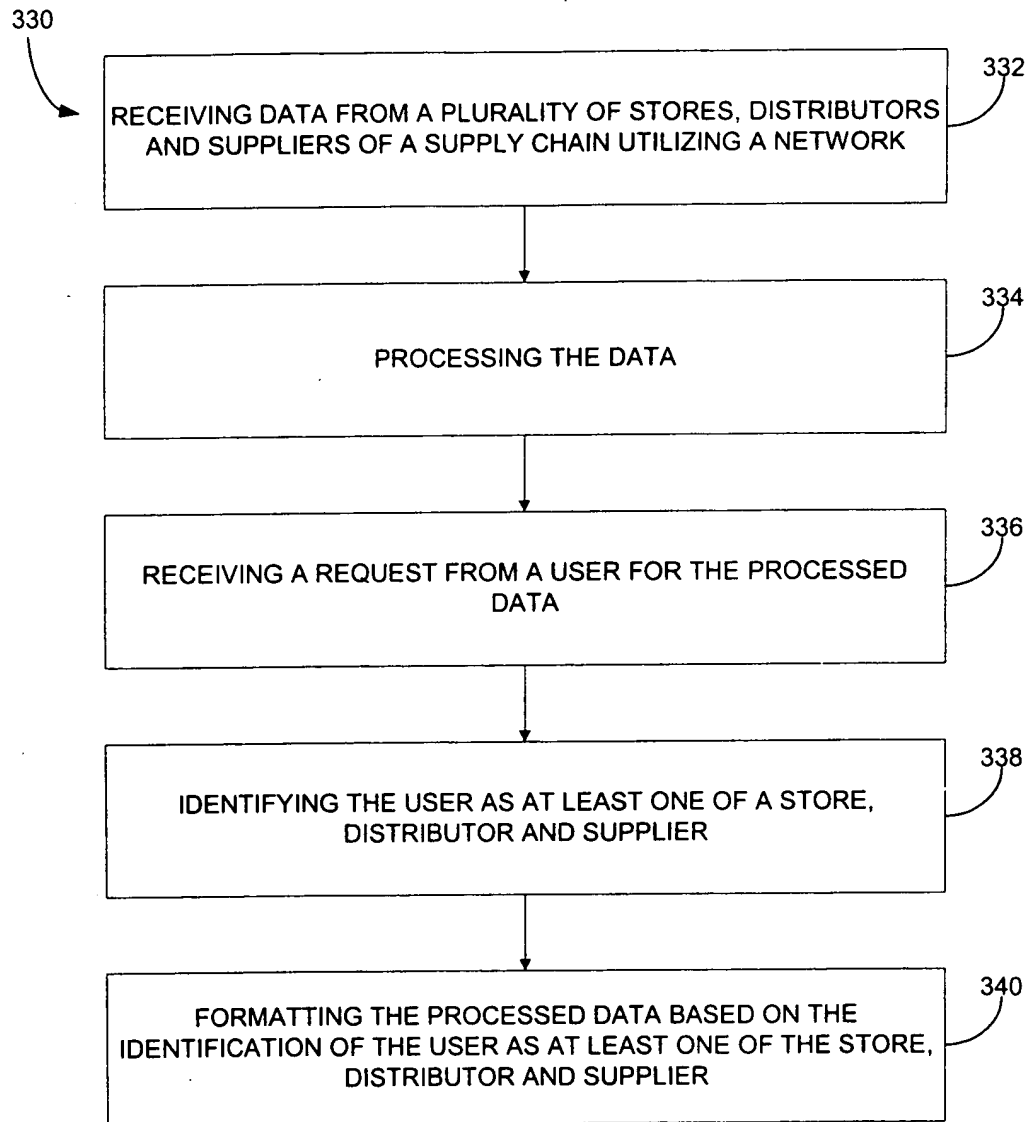 330
332
RECEIVING DATA FROM A PLURALITY OF STORES, DISTRIBUTORS
AND SUPPLIERS OF A SUPPLY CHAIN UTILIZING A NETWORK
334
PROCESSING THE DATA
336
RECEIVING A REQUEST FROM A USER FOR THE PROCESSED
DATA
338
IDENTIFYING THE USER AS AT LEAST ONE OF A STORE,
DISTRIBUTOR AND SUPPLIER
340
FORMATTING THE PROCESSED DATA BASED ON THE
IDENTIFICATION OF THE USER AS AT LEAST ONE OF THE STORE,
DISTRIBUTOR AND SUPPLIER